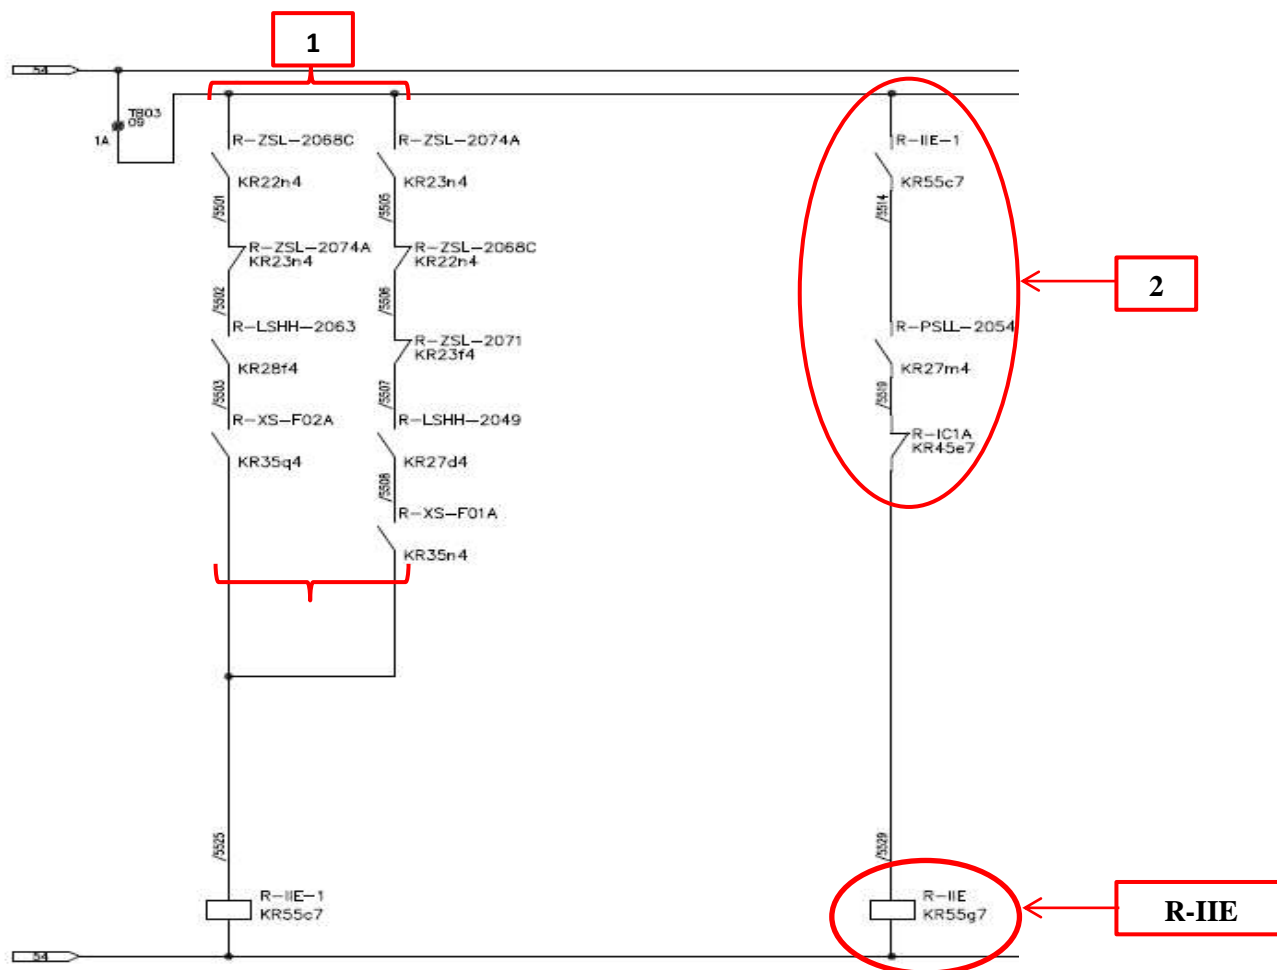 1
54
TB03
09
1A
R-ZSL-2068C
KR22n4
/5501
R-ZSL-2074A
KR23n4
/5502
R-LSHH-2063
KR28f4
/5503
R-XS-F02A
KR35q4
R-ZSL-2074A
KR23n4
/5505
R-ZSL-2068C
KR22n4
/5506
R-ZSL-2071
KR23f4
/5507
R-LSHH-2049
KR27d4
/5508
R-XS-F01A
KR35n4
R-IIE-1
KR55c7
/5514
2
R-PSLL-2054
KR27m4
/5519
R-IC1A
KR45e7
/5525
R-IIE-1
KR55c7
/5529
R-IIE
KR55g7
R-IIE
54